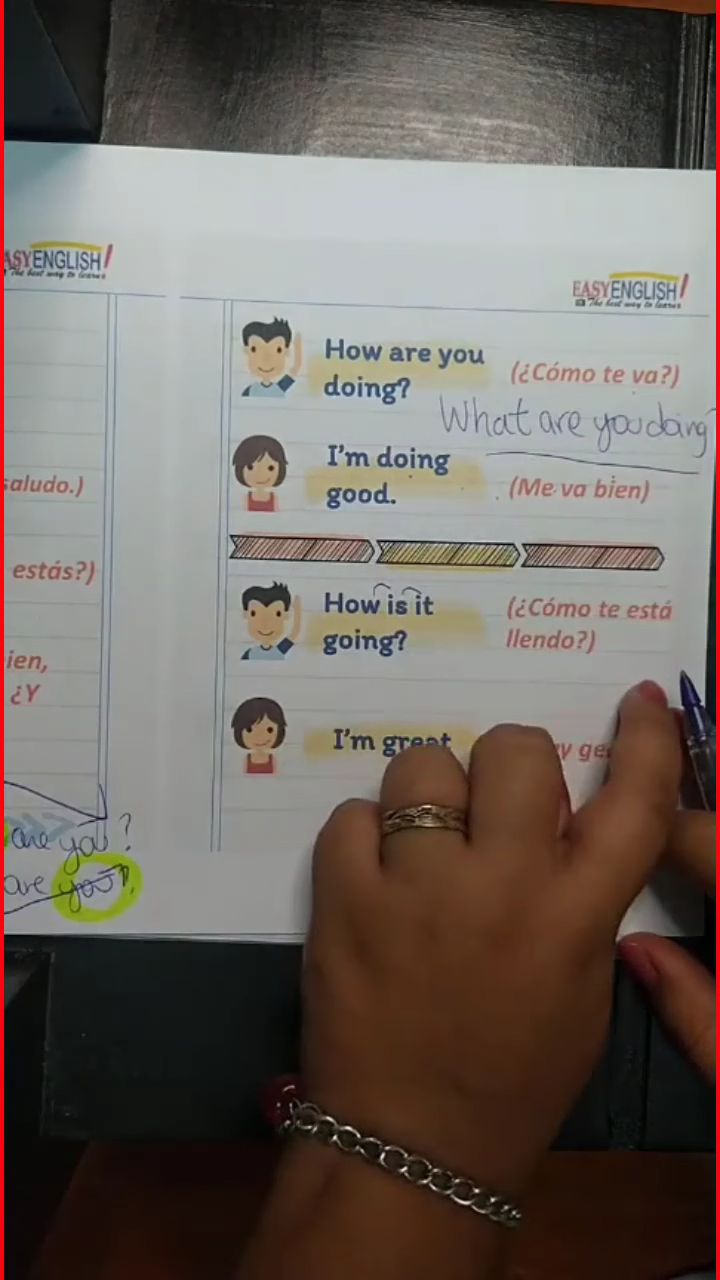 ASYENGLISH!
The best way to learn
saludo.)
estás?)
ien,
¿Y
are you?
are you?
EASYENGLISH!
The best way to learn
How are you
doing?
(¿Cómo te va?)
What are you doing?
I'm doing
good.
(Me va bien)
How is it
going?
(¿Cómo te está
llendo?)
I'm great